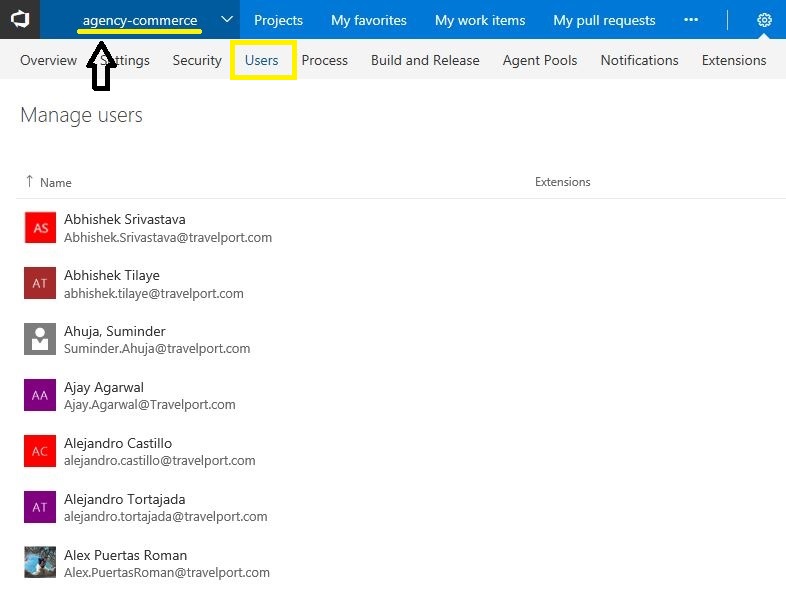 agency-commerce Projects My favorites My work items My pull requests ...
Overview Settings Security Users Process Build and Release Agent Pools Notifications Extensions
Manage users
↑ Name Extensions
AS Abhishek Srivastava
Abhishek.Srivastava@travelport.com
AT Abhishek Tilaye
abhishek.tilaye@travelport.com
Ahuja, Suminder
Suminder.Ahuja@travelport.com
AA Ajay Agarwal
Ajay.Agarwal@Travelport.com
AC Alejandro Castillo
alejandro.castillo@travelport.com
AT Alejandro Tortajada
alejandro.tortajada@travelport.com
Alex Puertas Roman
Alex.PuertasRoman@travelport.com